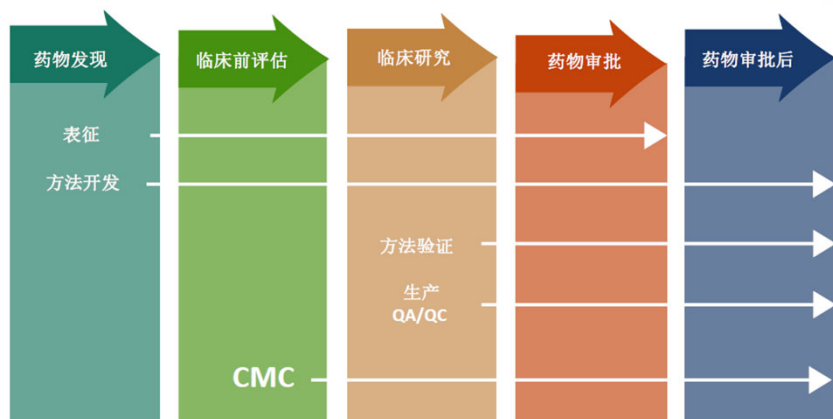 药物发现
临床前评估
临床研究
药物审批
药物审批后
表征
方法开发
方法验证
生产
QA/QC
CMC